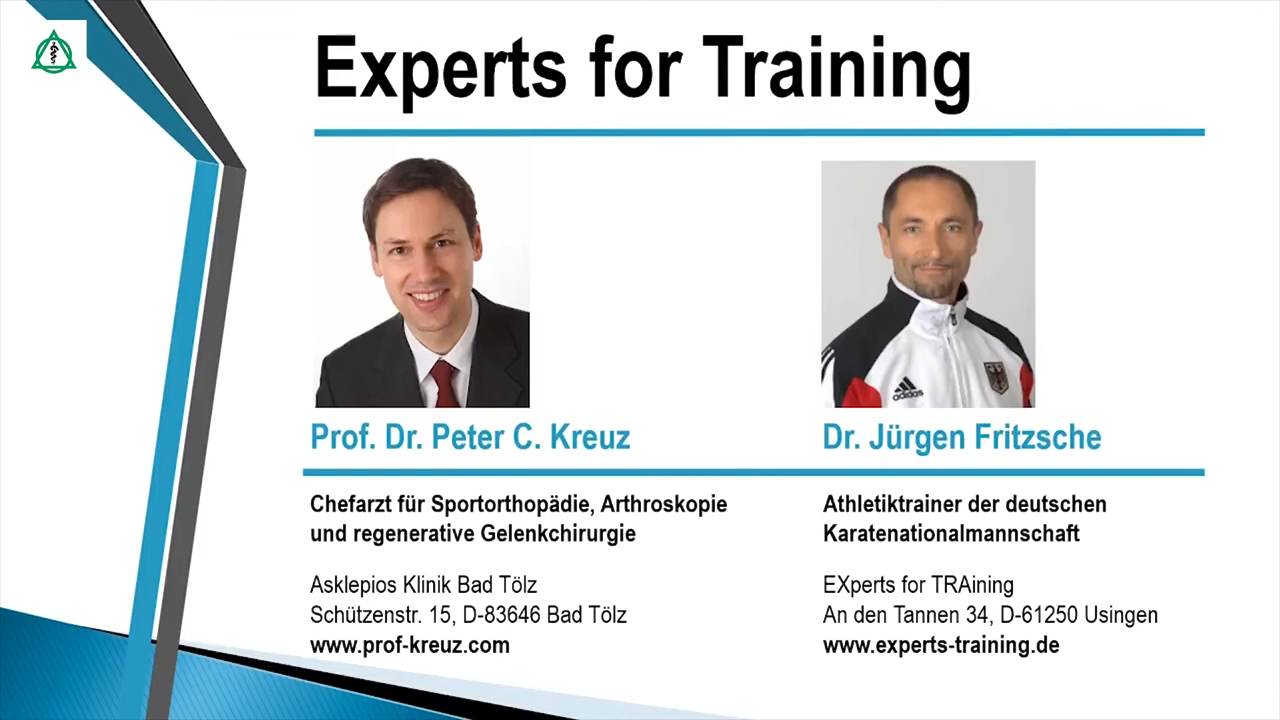 Experts for Training
adidas
Prof. Dr. Peter C. Kreuz
Dr. Jürgen Fritzsche
Chefarzt für Sportorthopädie, Arthroskopie
und regenerative Gelenkchirurgie
Athletiktrainer der deutschen
Karatenationalmannschaft
Asklepios Klinik Bad Tölz
Schützenstr. 15, D-83646 Bad Tölz
www.prof-kreuz.com
EXperts for TRAining
An den Tannen 34, D-61250 Usingen
www.experts-training.de